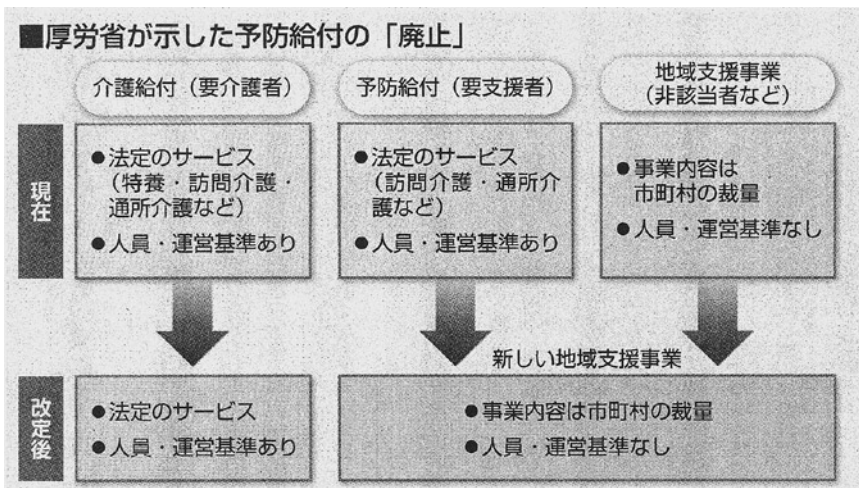 ■厚労省が示した予防給付の「廃止」
介護給付（要介護者）
予防給付（要支援者）
地域支援事業
（非該当者など）
現在
●法定のサービス
（特養・訪問介護・
通所介護など）
●人員・運営基準あり
●法定のサービス
（訪問介護・通所介
護など）
●人員・運営基準あり
●事業内容は
市町村の裁量
●人員・運営基準なし
新しい地域支援事業
改定後
●法定のサービス
●人員・運営基準あり
●事業内容は市町村の裁量
●人員・運営基準なし